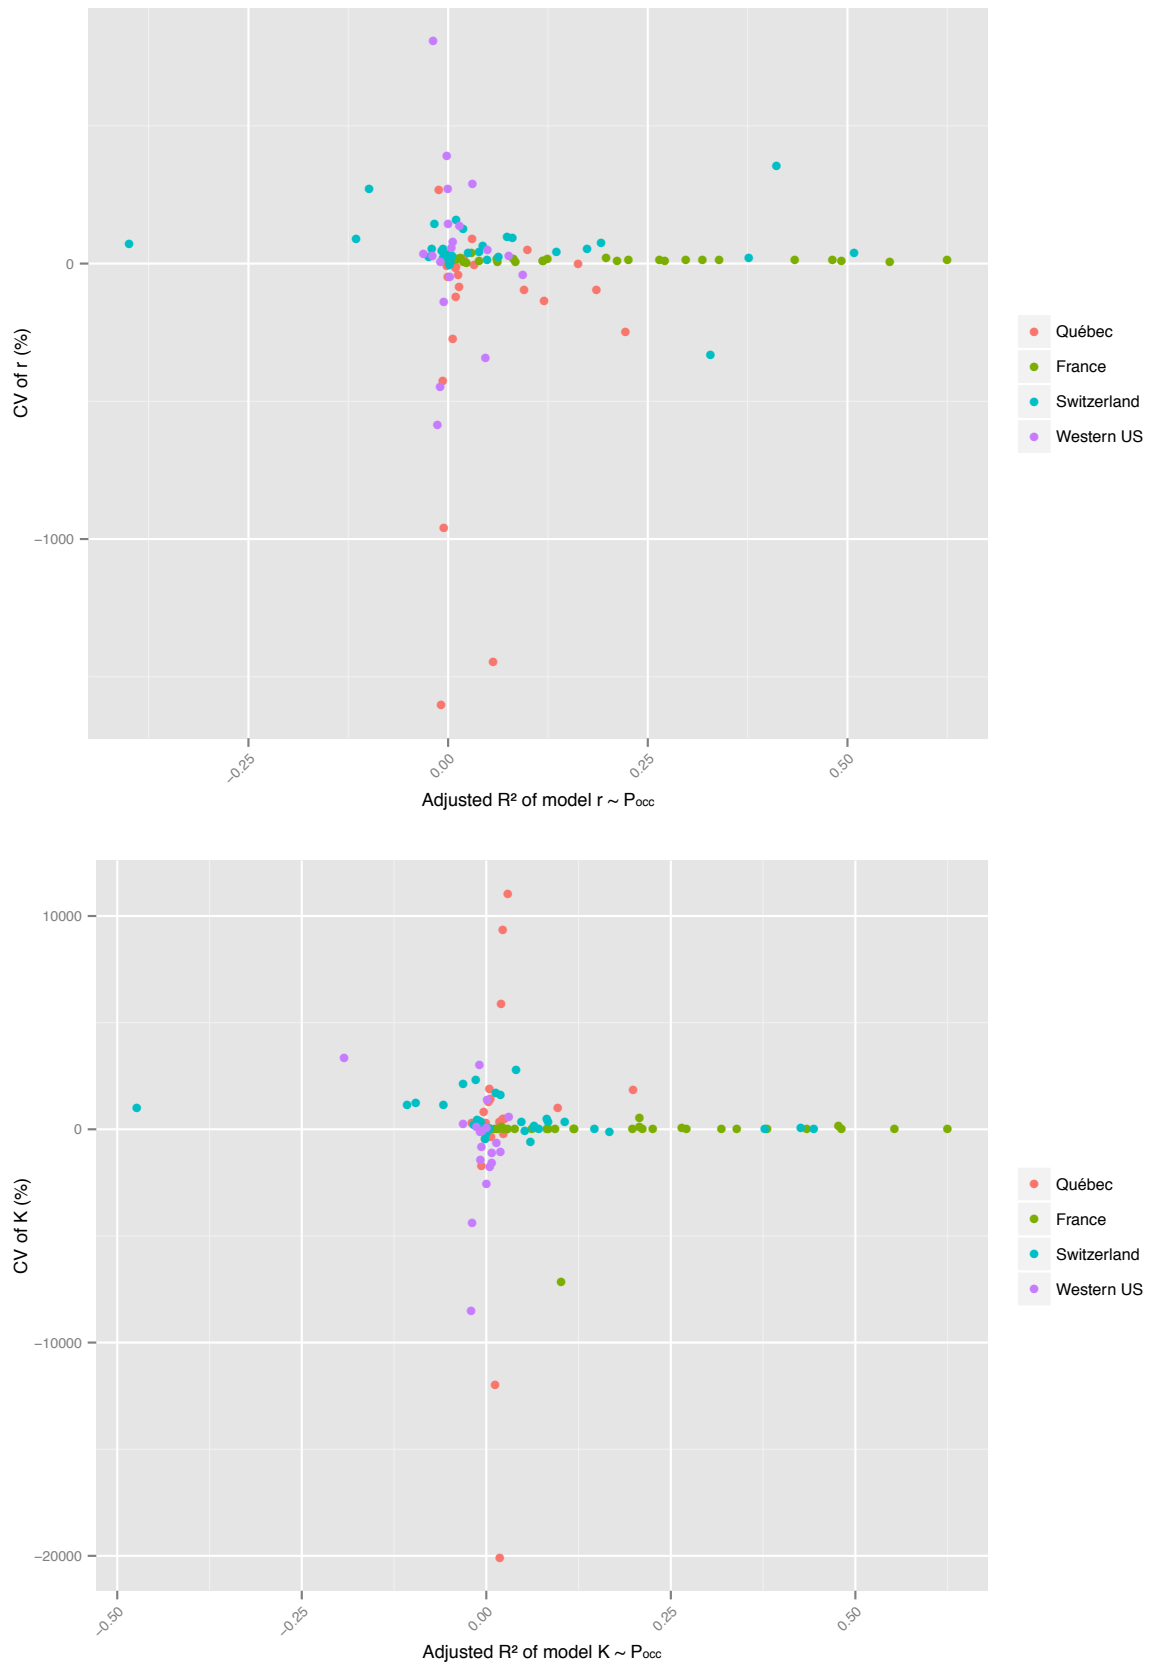 0
−1000
CV of r (%)
−0.25
0.00
0.25
0.50
Adjusted R² of model r ~ Pocc
Québec
France
Switzerland
Western US
10000
0
−10000
−20000
CV of K (%)
−0.50
−0.25
0.00
0.25
0.50
Adjusted R² of model K ~ Pocc
Québec
France
Switzerland
Western US